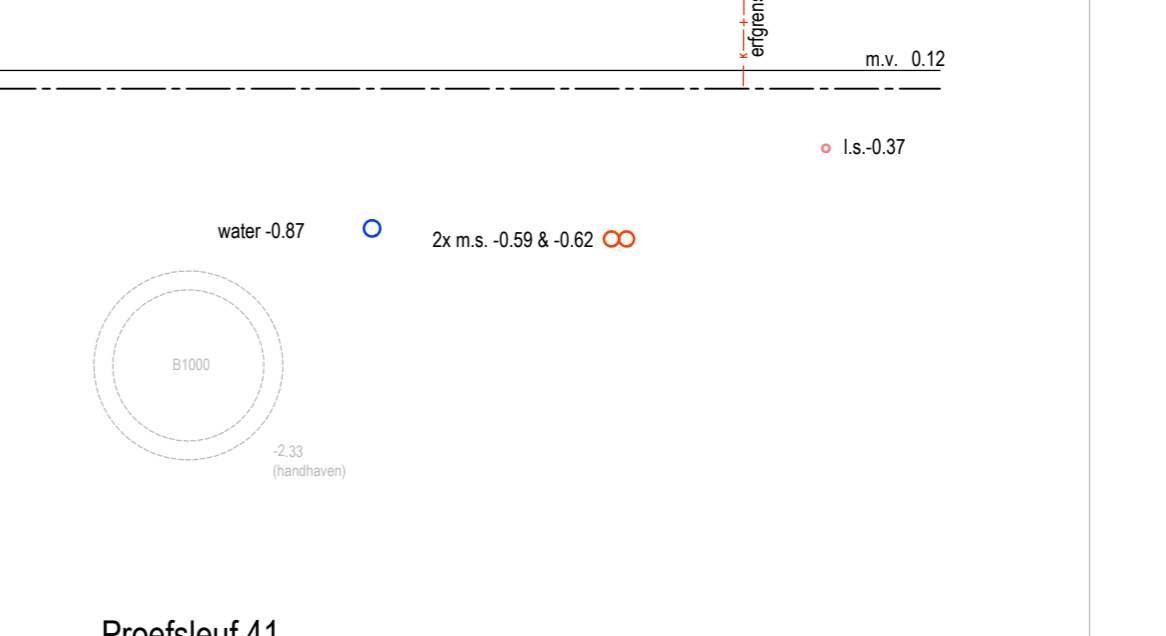 erfgrens
m.v. 0.12
l.s.-0.37
water -0.87
2x m.s. -0.59 & -0.62
B1000
-2.33
(handhaven)
Proefsleuf 41